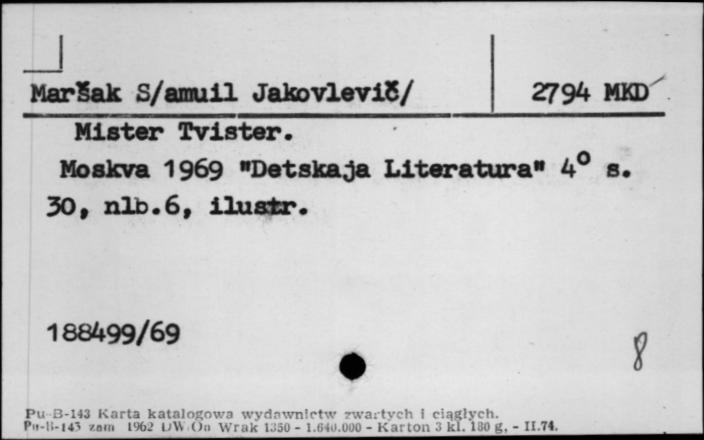 Maršak S/amuil Jakovlevič/ 2794 MKD
Mister Tvister.
Moskva 1969 "Detskaja Literatura" 4° s.
30, nlb.6, ilustr.
188499/69
8
Pu-B-143 Karta katalogowa wydawnictw zwartych i ciągłych.
Pu-B-143 zam 1962 DW.On Wrak 1350 - 1.640.000 - Karton 3 kl. 180 g, - II.74.